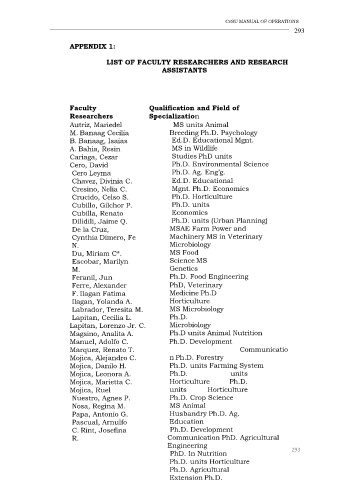 CvSU MANUAL OF OPERATIONS
293
APPENDIX 1:
LIST OF FACULTY RESEARCHERS AND RESEARCH
ASSISTANTS
Faculty Qualification and Field of
Researchers Specialization
Autriz, Mariedel MS units Animal
M. Banaag Cecilia Breeding Ph.D. Psychology
B. Banaag, Isaias Ed.D. Educational Mgnt.
A. Bahia, Rosin MS in Wildlife
Cariaga, Cezar Studies PhD units
Cero, David Ph.D. Environmental Science
Cero Leyma Ph.D. Ag. Eng'g.
Chavez, Divinia C. Ed.D. Educational
Cresino, Nelia C. Mgnt. Ph.D. Economics
Crucido, Celso S. Ph.D. Horticulture
Cubillo, Gilchor P. Ph.D. units
Cubilla, Renato Economics
Dilidili, Jaime Q. Ph.D. units (Urban Planning)
De la Cruz, MSAE Farm Power and
Cynthia Dimero, Fe Machinery MS in Veterinary
N. Microbiology
Du, Miriam C*. MS Food
Escobar, Marilyn Science MS
M. Genetics
Feranil, Jun Ph.D. Food Engineering
Ferre, Alexander PhD, Veterinary
F. Ilagan Fatima Medicine Ph.D
Ilagan, Yolanda A. Horticulture
Labrador, Teresita M. MS Microbiology
Lapitan, Cecilia L. Ph.D.
Lapitan, Lorenzo Jr. C. Microbiology
Magsino, Analita A. Ph.D units Animal Nutrition
Manuel, Adolfo C. Ph.D. Development
Marquez, Renato T. Communicatio
Mojica, Alejandro C. n Ph.D. Forestry
Mojica, Danilo H. Ph.D. units Farming System
Mojica, Leonora A. Ph.D. units
Mojica, Marietta C. Horticulture Ph.D.
Mojica, Ruel units Horticulture
Nuestro, Agnes P. Ph.D. Crop Science
Nosa, Regina M. MS Animal
Papa, Antonio G. Husbandry Ph.D. Ag.
Pascual, Arnulfo Education
C. Rint, Josefina Ph.D. Development
R. Communication PhD. Agricultural
Engineering
PhD. In Nutrition
Ph.D. units Horticulture
Ph.D. Agricultural
Extension Ph.D.
293